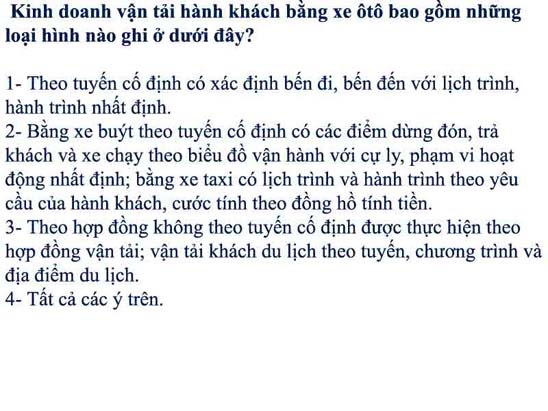 Kinh doanh vận tải hành khách bằng xe ôtô bao gồm những
loại hình nào ghi ở dưới đây?
1- Theo tuyến cố định có xác định bến đi, bến đến với lịch trình,
hành trình nhất định.
2- Bằng xe buýt theo tuyến cố định có các điểm dừng đón, trả
khách và xe chạy theo biểu đồ vận hành với cự ly, phạm vi hoạt
động nhất định; bằng xe taxi có lịch trình và hành trình theo yêu
cầu của hành khách, cước tính theo đồng hồ tính tiền.
3- Theo hợp đồng không theo tuyến cố định được thực hiện theo
hợp đồng vận tải; vận tải khách du lịch theo tuyến, chương trình và
địa điểm du lịch.
4- Tất cả các ý trên.